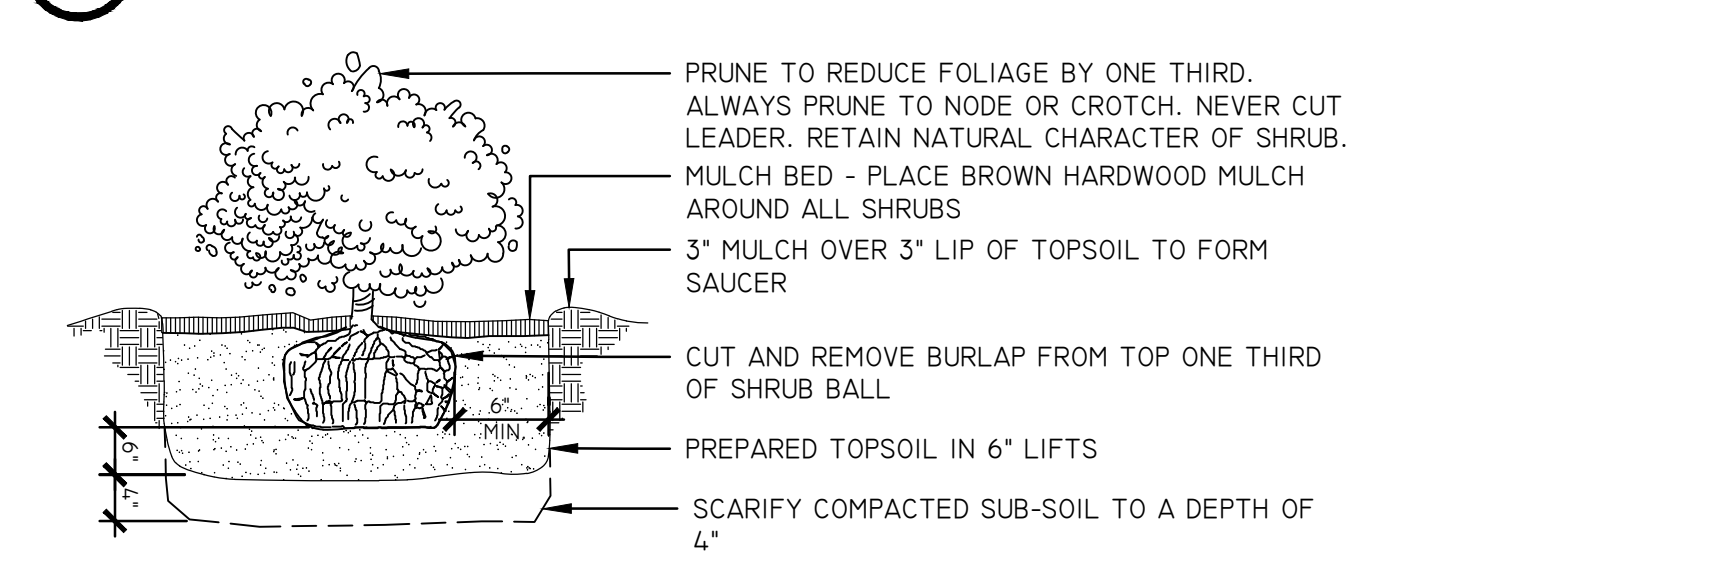 PRUNE TO REDUCE FOLIAGE BY ONE THIRD.
ALWAYS PRUNE TO NODE OR CROTCH. NEVER CUT
LEADER. RETAIN NATURAL CHARACTER OF SHRUB.
MULCH BED - PLACE BROWN HARDWOOD MULCH
AROUND ALL SHRUBS
3" MULCH OVER 3" LIP OF TOPSOIL TO FORM
SAUCER
CUT AND REMOVE BURLAP FROM TOP ONE THIRD
OF SHRUB BALL
6"
MIN.
6"
PREPARED TOPSOIL IN 6" LIFTS
4"
SCARIFY COMPACTED SUB-SOIL TO A DEPTH OF
4"